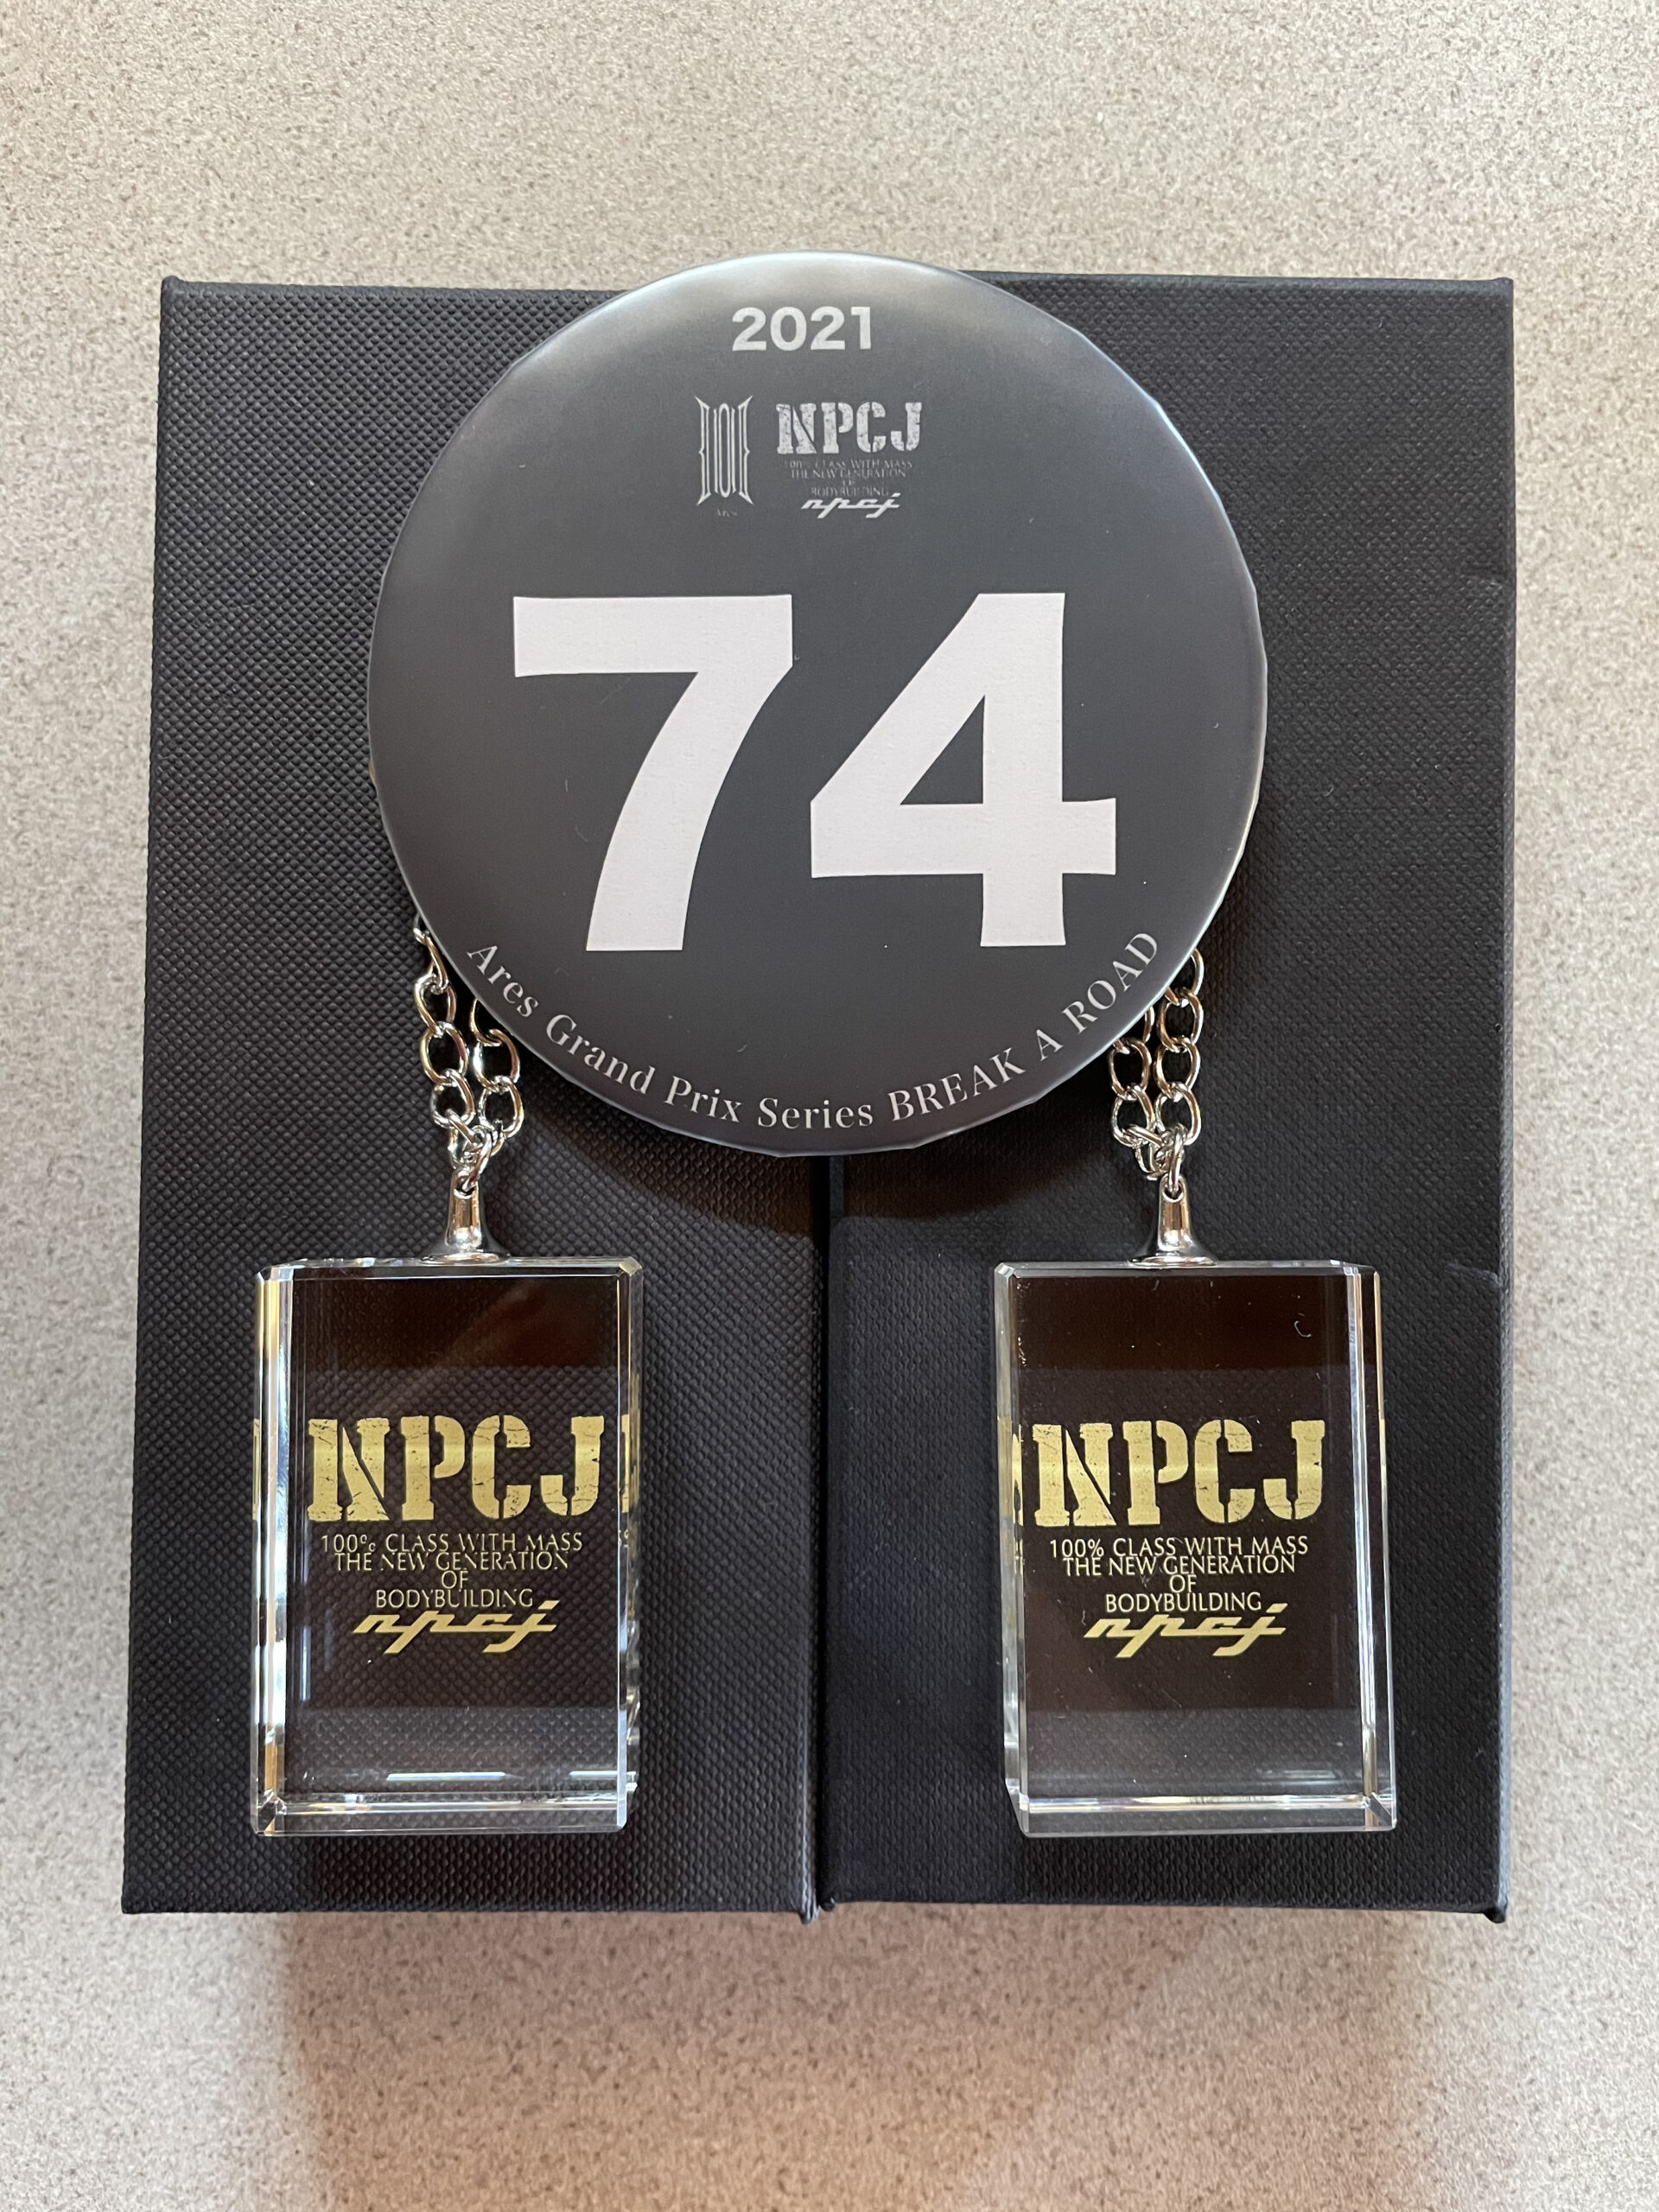 2021
NPCJ
100% CLASS WITH MASS
THE NEW GENERATION
OF
BODYBUILDING
npcj
74
Ares Grand Prix Series BREAK A ROAD
NPCJ
100% CLASS WITH MASS
THE NEW GENERATION
OF
BODYBUILDING
npcj
NPCJ
100% CLASS WITH MASS
THE NEW GENERATION
OF
BODYBUILDING
npcj